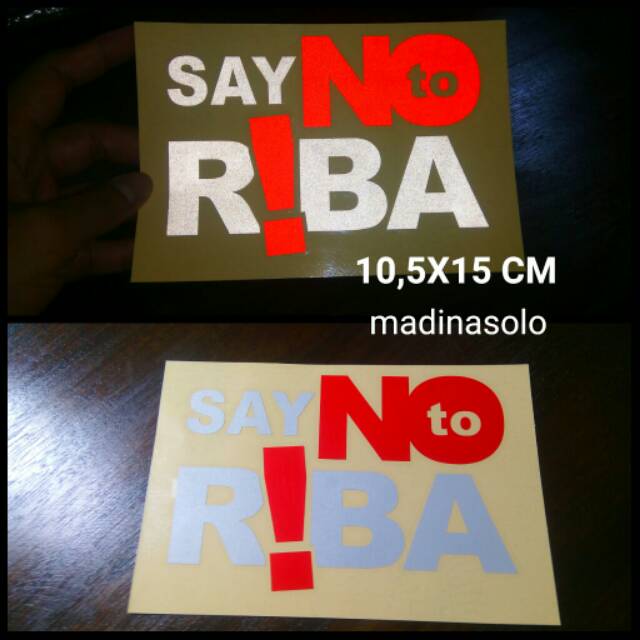 SAY NO to
R!BA
10,5X15 CM
madinasolo
SAY NO to
R!BA